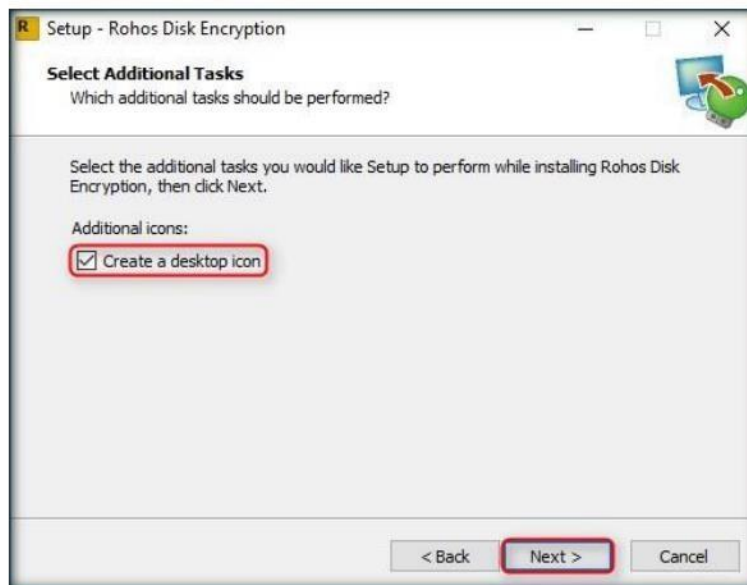 R Setup - Rohos Disk Encryption
Select Additional Tasks
Which additional tasks should be performed?
Select the additional tasks you would like Setup to perform while installing Rohos Disk
Encryption, then click Next.
Additional icons:
Create a desktop icon
< Back Next > Cancel